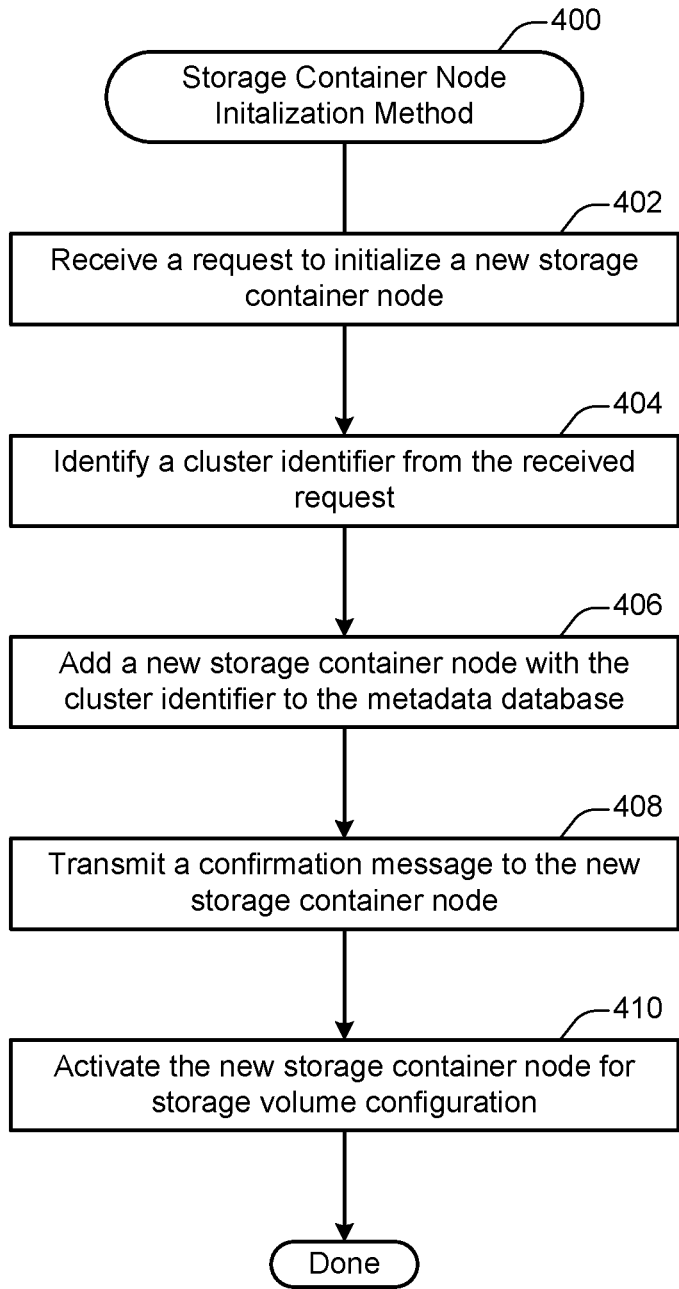 400
Storage Container Node
Initalization Method
402
Receive a request to initialize a new storage
container node
404
Identify a cluster identifier from the received
request
406
Add a new storage container node with the
cluster identifier to the metadata database
408
Transmit a confirmation message to the new
storage container node
410
Activate the new storage container node for
storage volume configuration
Done